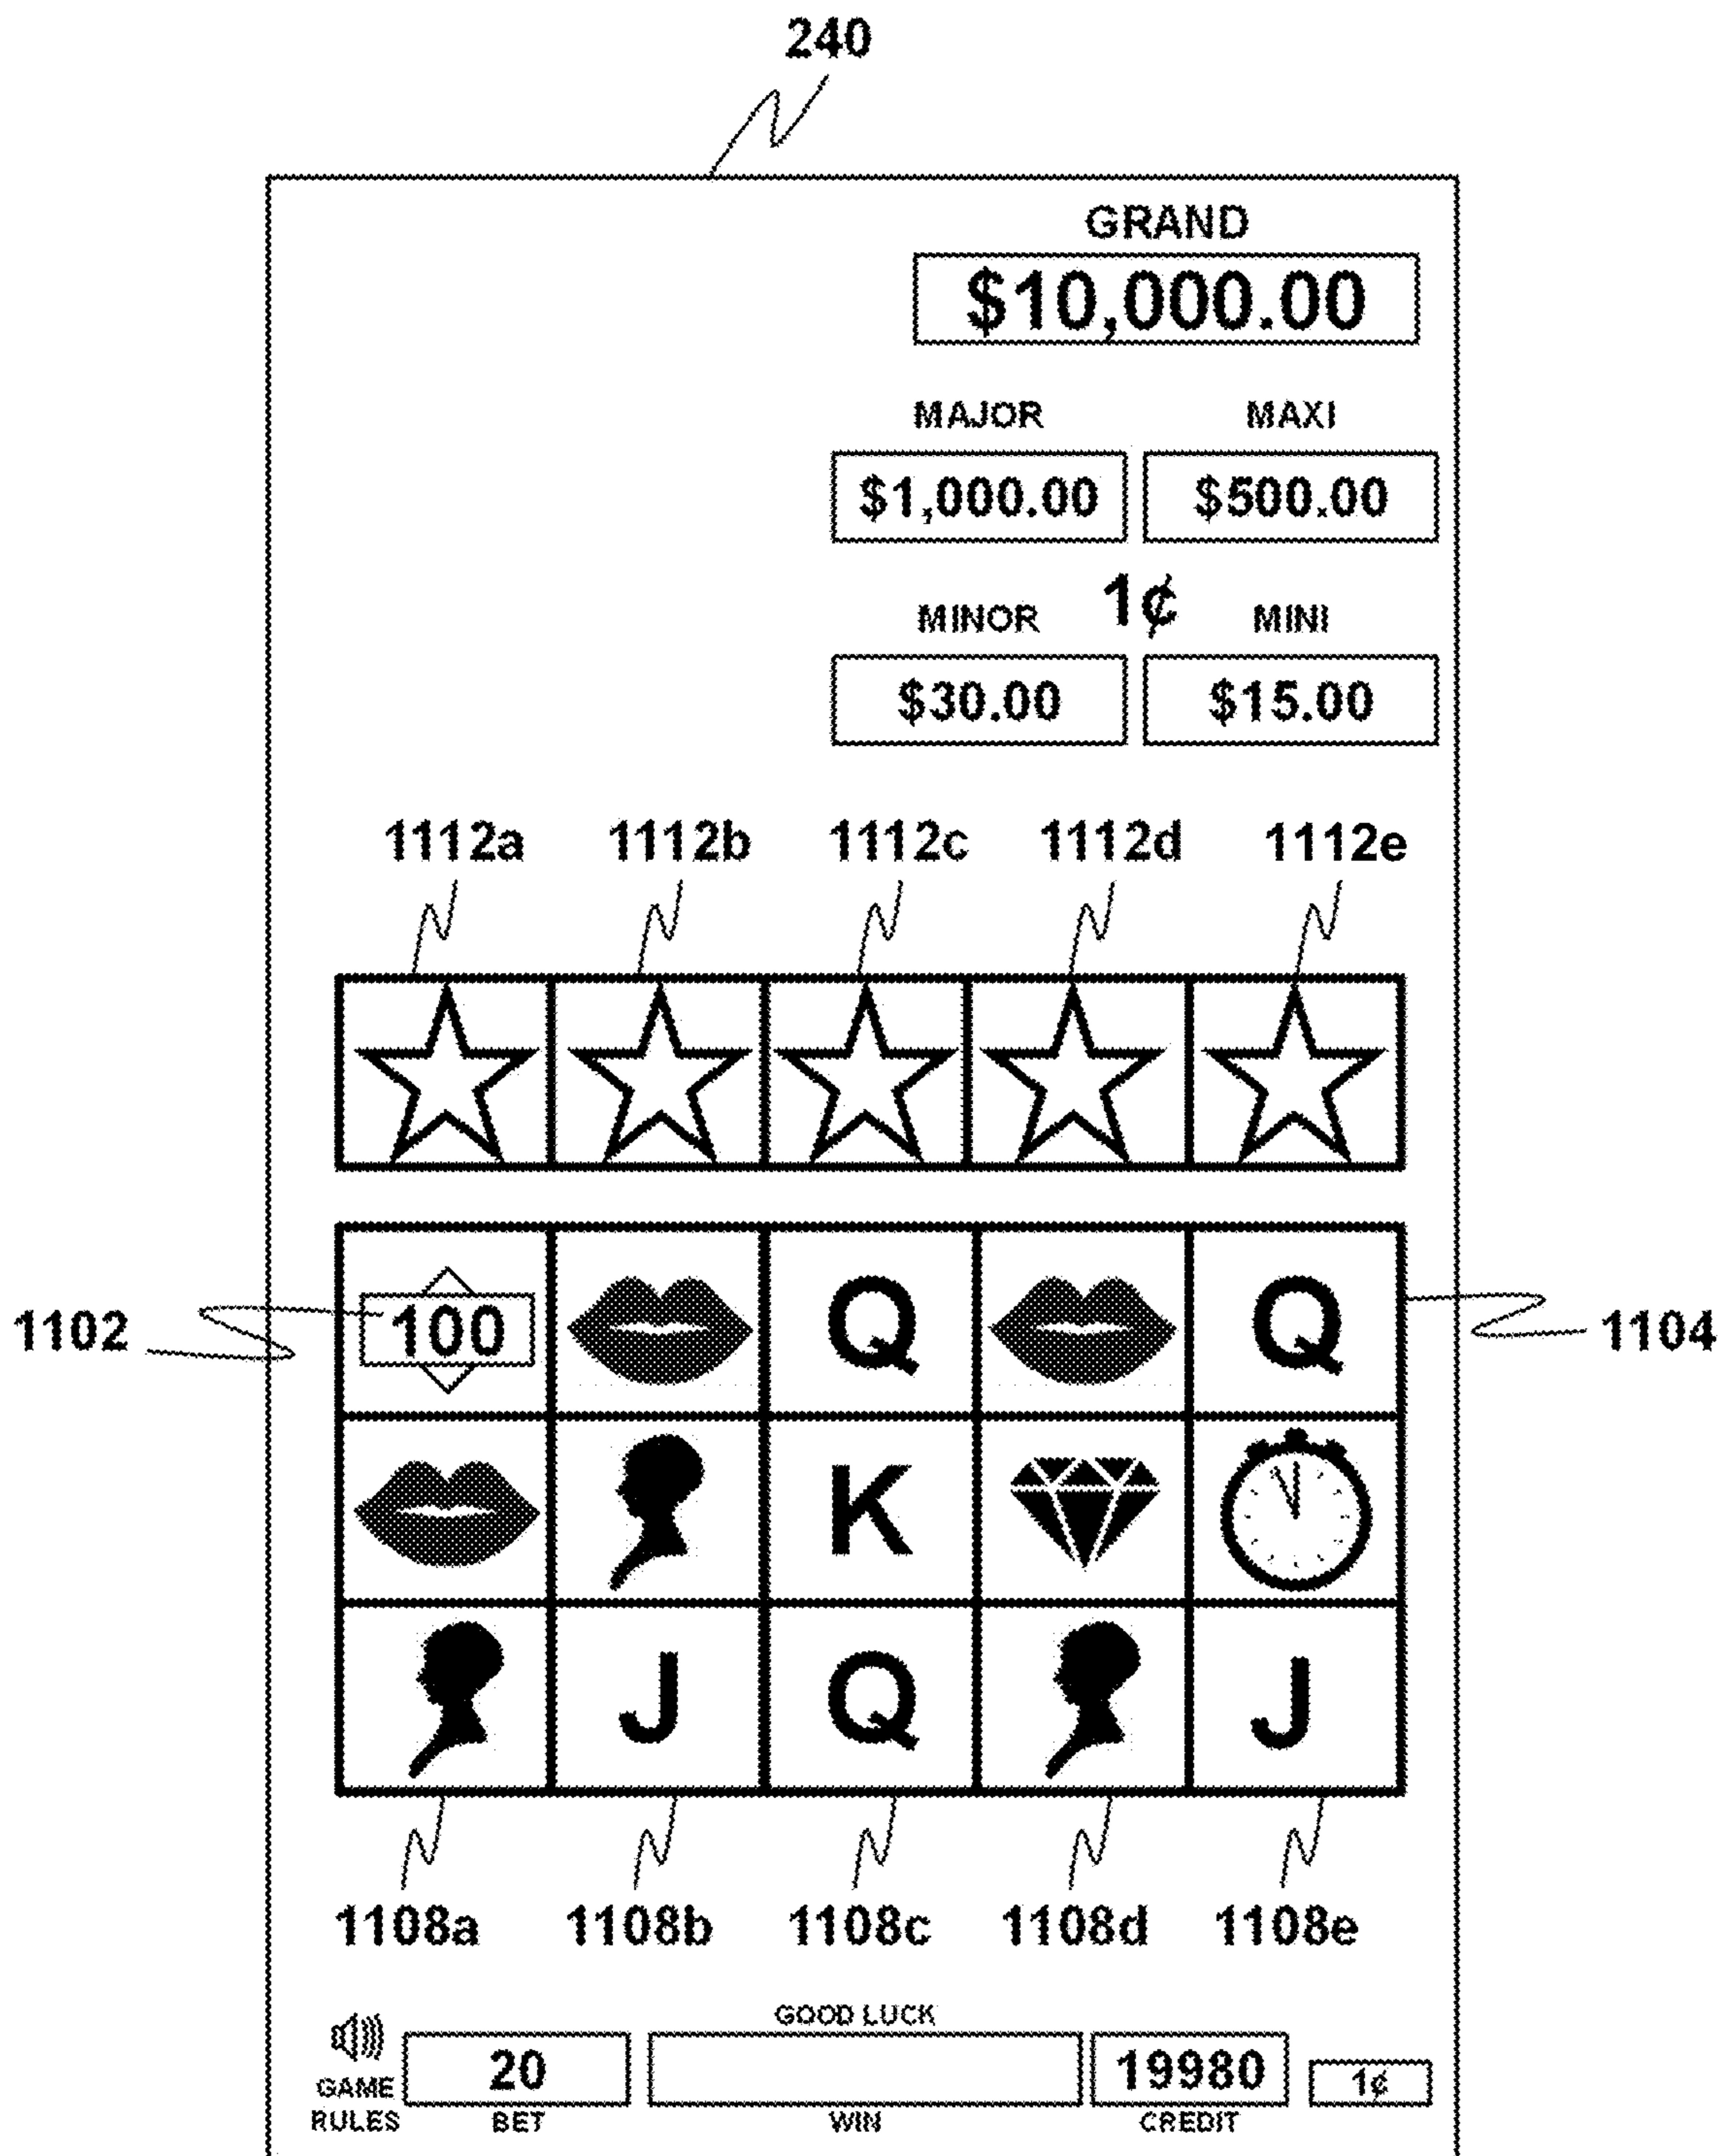 240
GRAND
$10,000.00
MAJOR MAXI
$1,000.00 $500.00
1¢
MINOR MINI
$30.00 $15.00
1112a 1112b 1112c 1112d 1112e
100 Q Q
1102 1104
K
J Q J
1108a 1108b 1108c 1108d 1108e
GOOD LUCK
20 19980 1¢
GAME
RULES BET WIN CREDIT